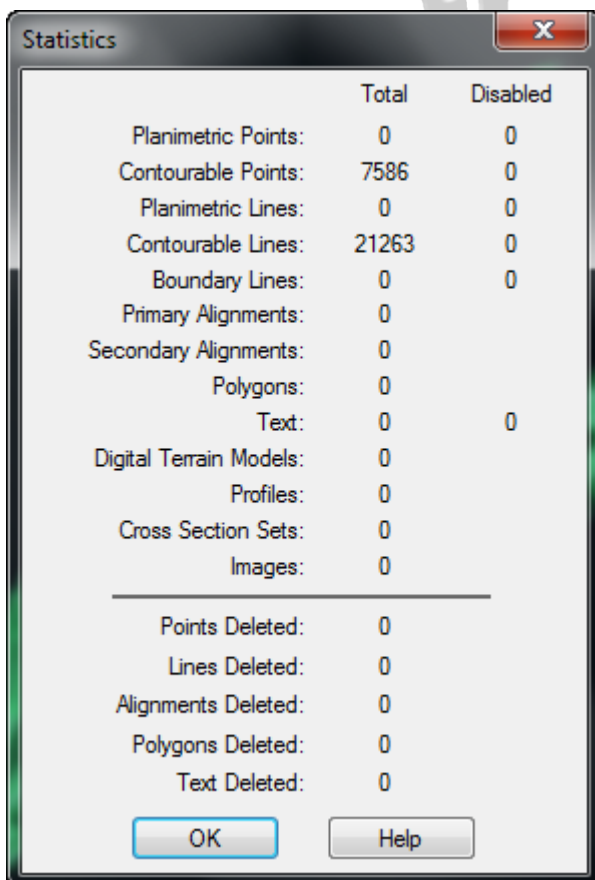 Statistics
Total Disabled
Planimetric Points: 0 0
Contourable Points: 7586 0
Planimetric Lines: 0 0
Contourable Lines: 21263 0
Boundary Lines: 0 0
Primary Alignments: 0
Secondary Alignments: 0
Polygons: 0
Text: 0 0
Digital Terrain Models: 0
Profiles: 0
Cross Section Sets: 0
Images: 0
Points Deleted: 0
Lines Deleted: 0
Alignments Deleted: 0
Polygons Deleted: 0
Text Deleted: 0
OK Help